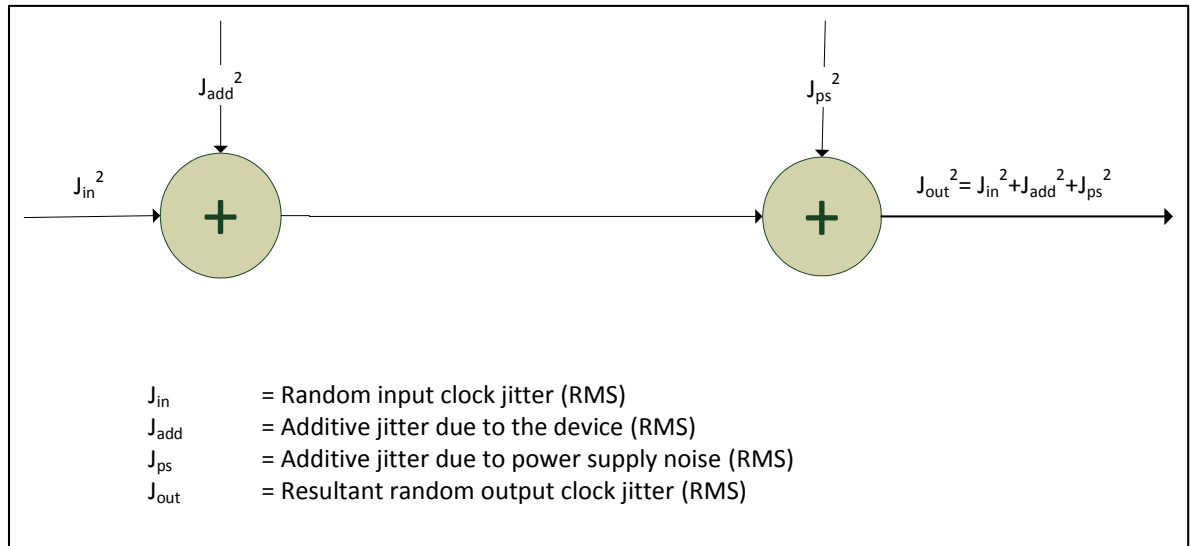 J_add^2
J_ps^2
J_in^2
J_out^2= J_in^2+J_add^2+J_ps^2
+
+
J_in = Random input clock jitter (RMS)
J_add = Additive jitter due to the device (RMS)
J_ps = Additive jitter due to power supply noise (RMS)
J_out = Resultant random output clock jitter (RMS)